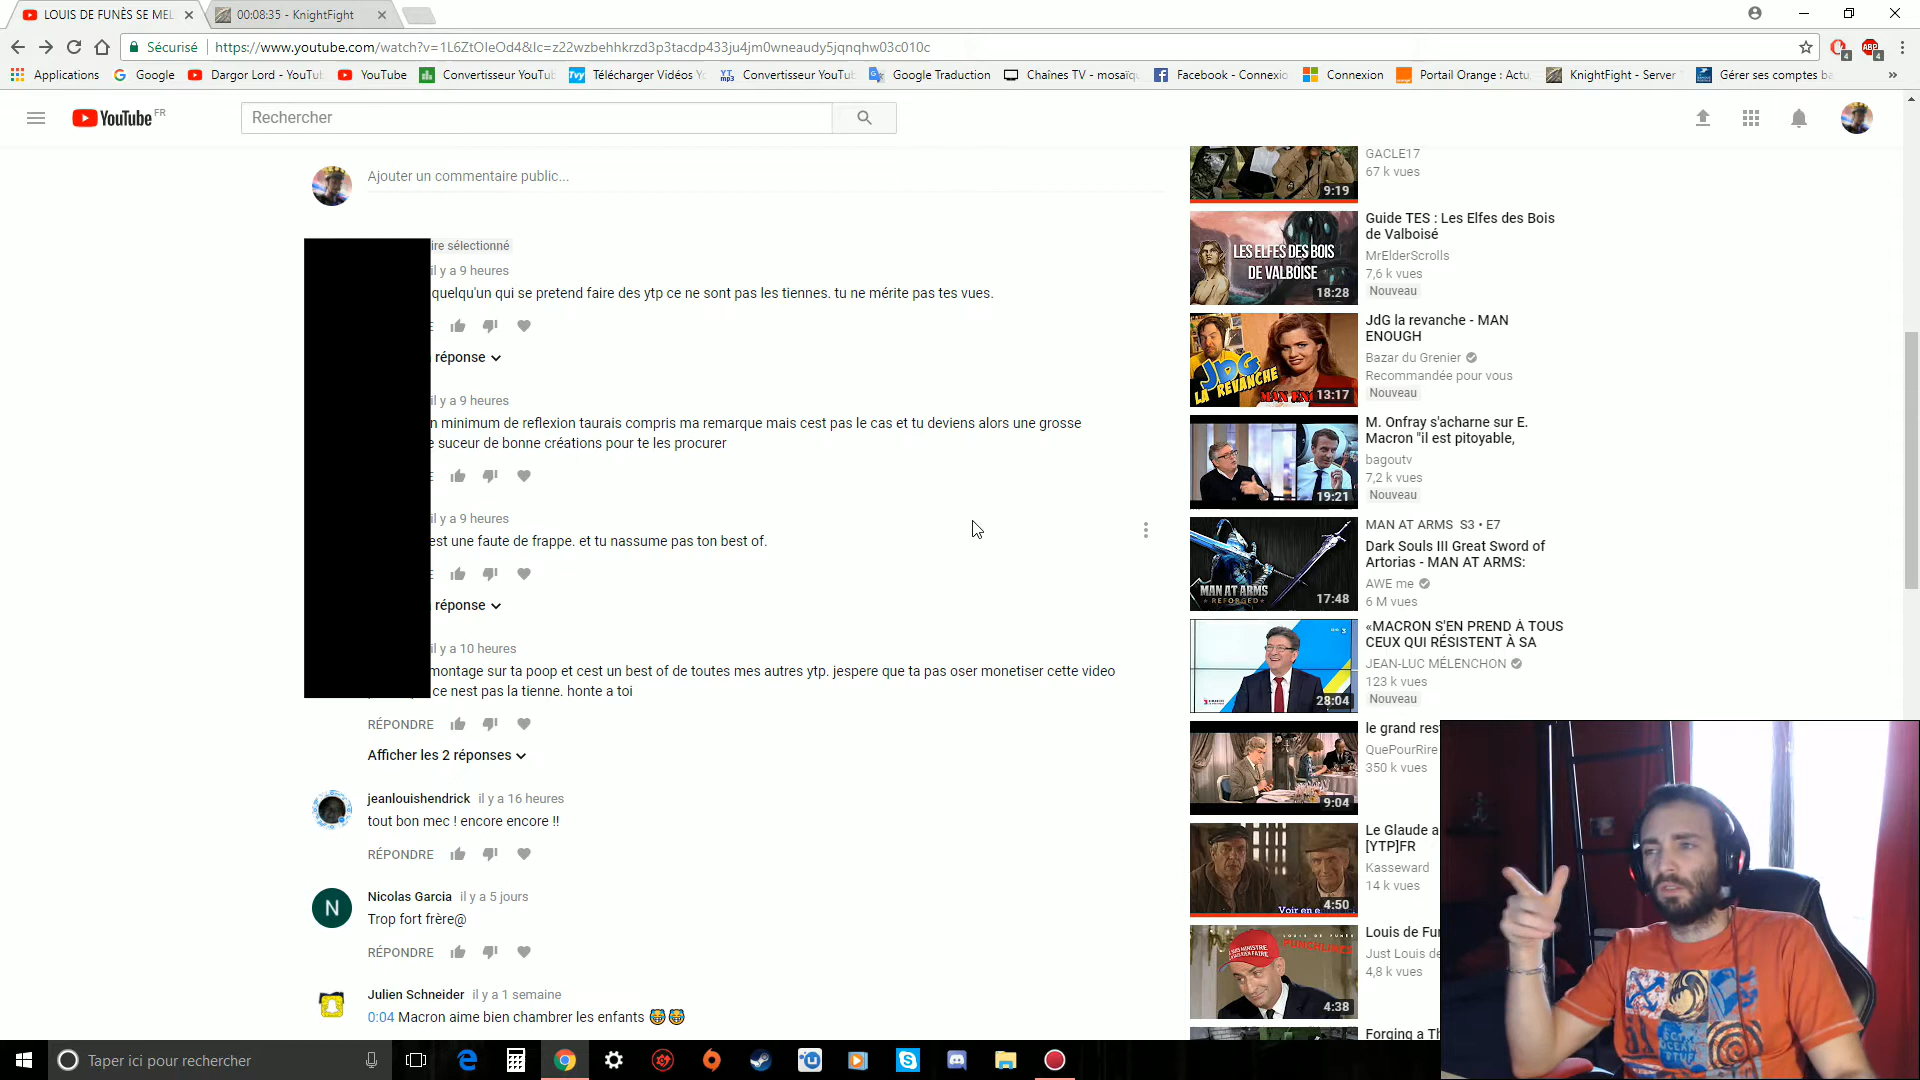 LOUIS DE FUNÈS SE MEL
00:08:35 - KnightFight
Sécurisé
https://www.youtube.com/watch?v=1L6ZtOIeOd4&lc=z22wzbehhkrzd3p3tacdp433ju4jm0wneaudy5jqnqhw03c010c
Applications
Google
Dargor Lord - YouTu
YouTube
Convertisseur YouTu
Télécharger Vidéos Y
Convertisseur YouTu
Google Traduction
Chaînes TV - mosaïq
Facebook - Connexio
Connexion
Portail Orange : Actu
KnightFight - Server
Gérer ses comptes ba
YouTube FR
Rechercher
Ajouter un commentaire public...
ire sélectionné
il y a 9 heures
quelqu'un qui se pretend faire des ytp ce ne sont pas les tiennes. tu ne mérite pas tes vues.
réponse
il y a 9 heures
n minimum de reflexion taurais compris ma remarque mais cest pas le cas et tu deviens alors une grosse
e suceur de bonne créations pour te les procurer
il y a 9 heures
est une faute de frappe. et tu nassume pas ton best of.
réponse
il y a 10 heures
montage sur ta poop et cest un best of de toutes mes autres ytp. jespere que ta pas oser monetiser cette video
ce nest pas la tienne. honte a toi
RÉPONDRE
Afficher les 2 réponses
jeanlouishendrick il y a 16 heures
tout bon mec ! encore encore !!
RÉPONDRE
Nicolas Garcia il y a 5 jours
N
Trop fort frère@
RÉPONDRE
Julien Schneider il y a 1 semaine
0:04 Macron aime bien chambrer les enfants
9:19
GACLE17
67 k vues
LES ELFES DES BOIS
DE VALBOISE
18:28
Guide TES : Les Elfes des Bois
de Valboisé
MrElderScrolls
7,6 k vues
Nouveau
JDG
LA REVANCHE
13:17
JdG la revanche - MAN
ENOUGH
Bazar du Grenier
Recommandée pour vous
Nouveau
19:21
M. Onfray s'acharne sur E.
Macron "il est pitoyable,
bagoutv
7,2 k vues
Nouveau
MAN AT ARMS
REFORGED
17:48
MAN AT ARMS S3 • E7
Dark Souls III Great Sword of
Artorias - MAN AT ARMS:
AWE me
6 M vues
28:04
«MACRON S'EN PREND À TOUS
CEUX QUI RÉSISTENT À SA
JEAN-LUC MÉLENCHON
123 k vues
Nouveau
9:04
le grand res
QuePourRire
350 k vues
Voir en e
4:50
Le Glaude a
[YTP]FR
Kasseward
14 k vues
LOUIS DE FUNES
PUNCHLINES
4:38
Louis de Fur
Just Louis de
4,8 k vues
Forging a Th
Taper ici pour rechercher